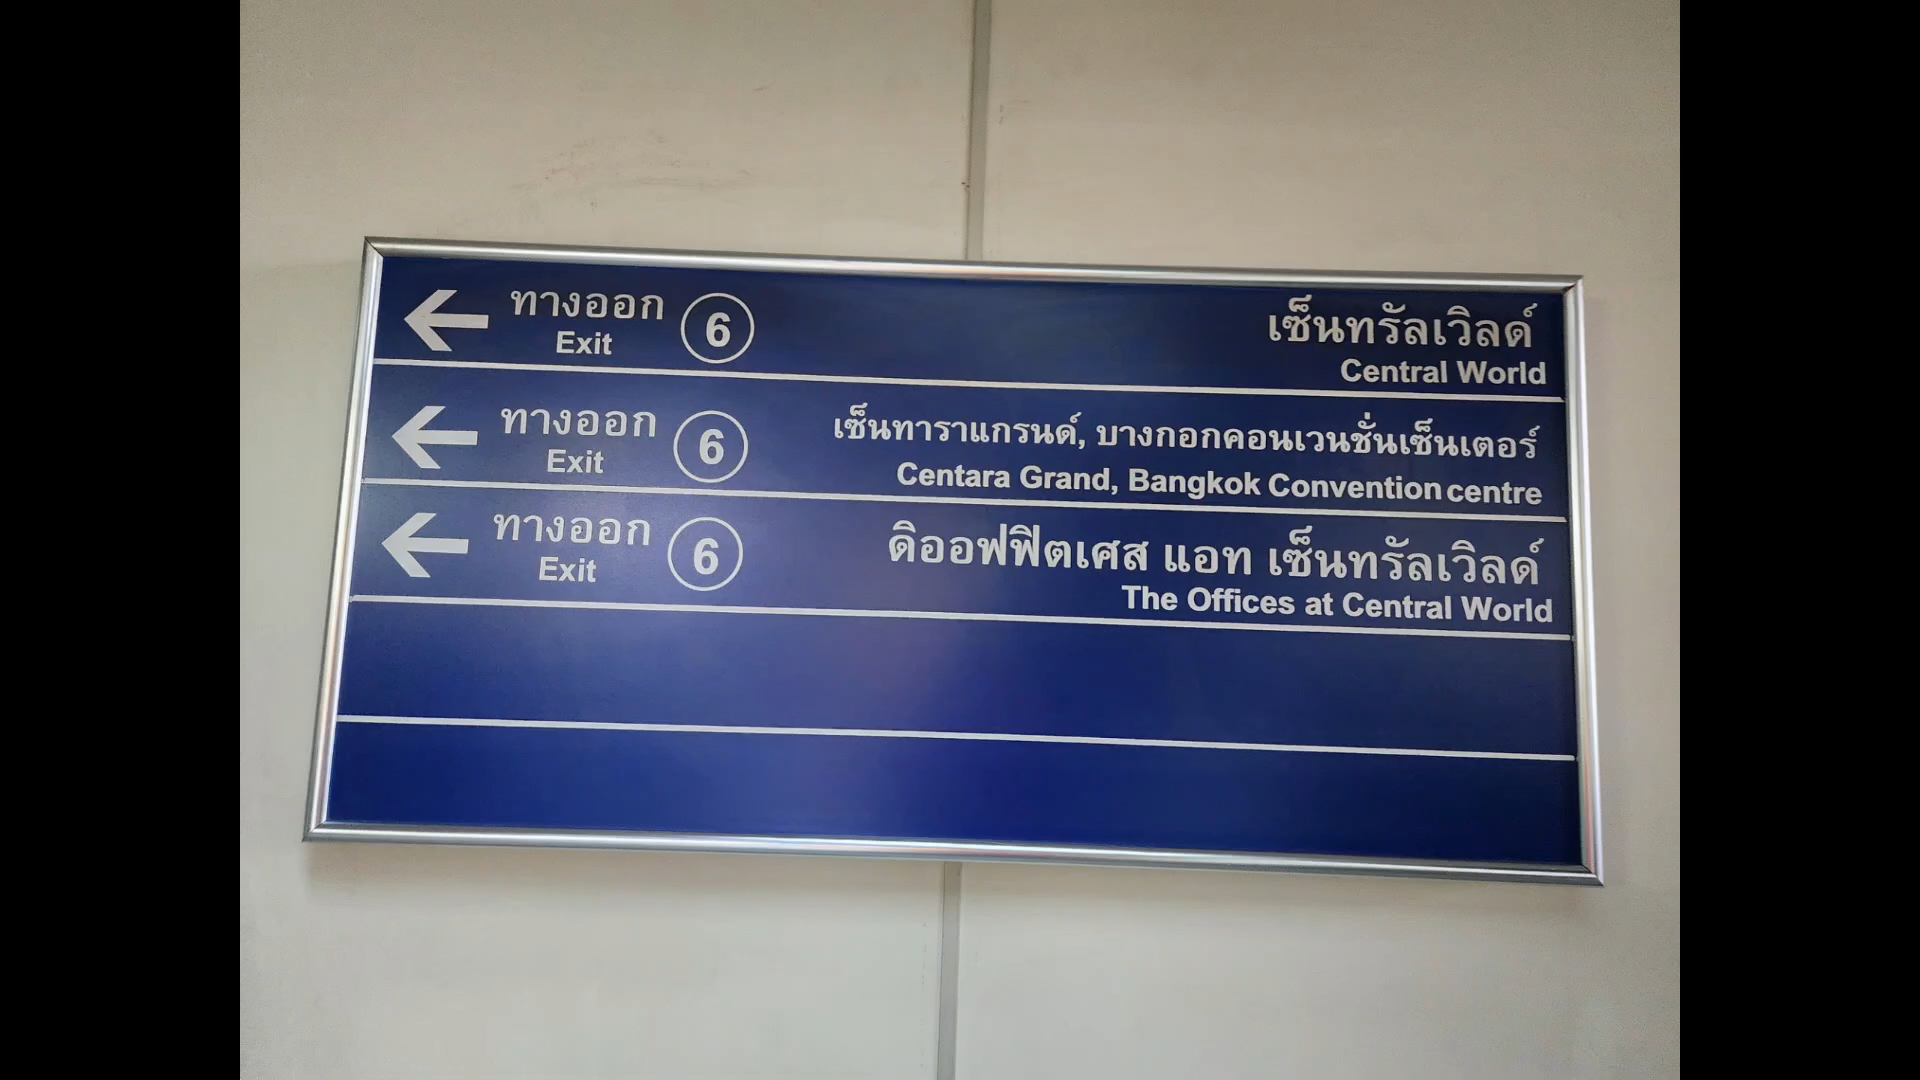 ทางออก 6 เซ็นทรัลเวิลด์
Exit Central World
ทางออก 6 เซ็นทาราแกรนด์, บางกอกคอนเวนชั่นเซ็นเตอร์
Exit Centara Grand, Bangkok Convention centre
ทางออก 6 ดิออฟฟิตเศส แอท เซ็นทรัลเวิลด์
Exit The Offices at Central World